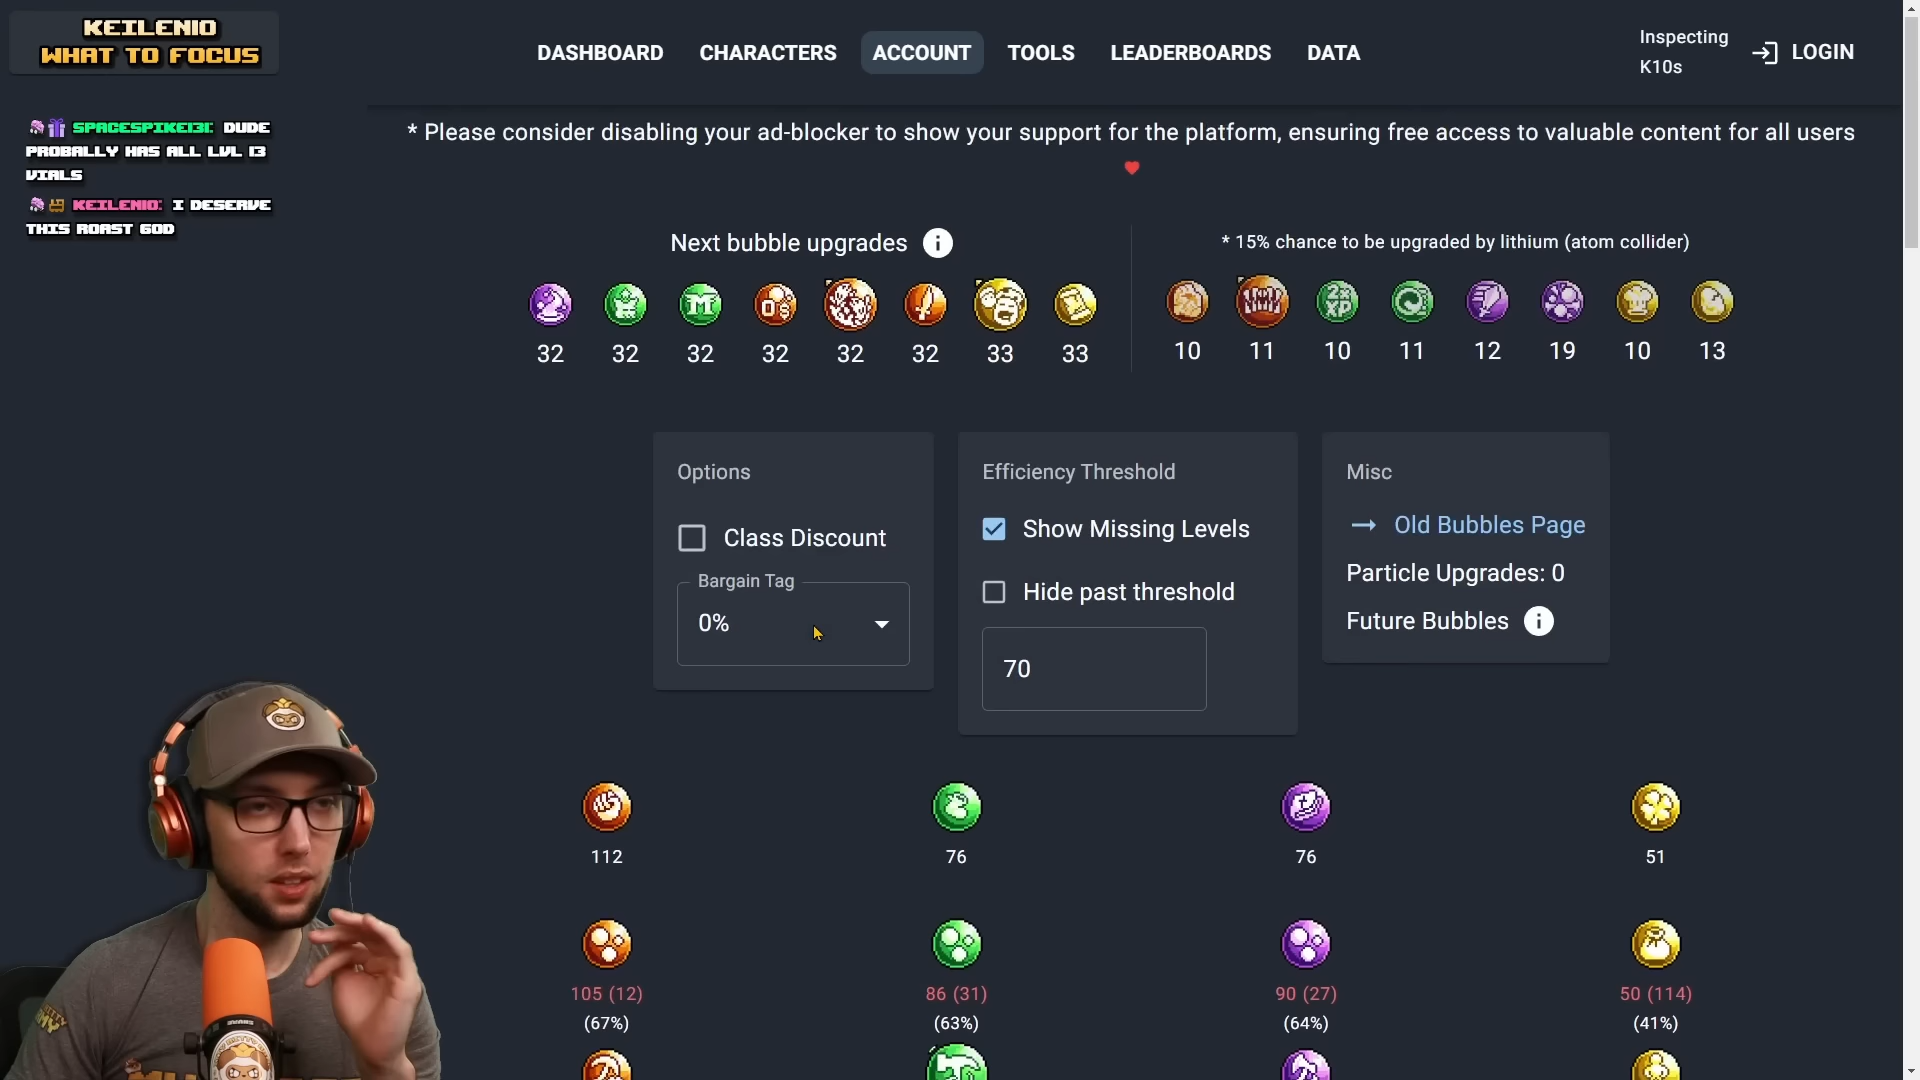 KEILENIO
WHAT TO FOCUS
DASHBOARD
CHARACTERS
ACCOUNT
TOOLS
LEADERBOARDS
DATA
Inspecting
K10s
LOGIN
* Please consider disabling your ad-blocker to show your support for the platform, ensuring free access to valuable content for all users
SPACESPIKE131: DUDE
PROBALLY HAS ALL LVL 13
VIALS
KEILENIO: I DESERVE
THIS ROAST GOD
Next bubble upgrades
* 15% chance to be upgraded by lithium (atom collider)
32 32 32 32 32 32 33 33
10 11 10 11 12 19 10 13
Options
Class Discount
Bargain Tag
0%
Efficiency Threshold
Show Missing Levels
Hide past threshold
70
Misc
Old Bubbles Page
Particle Upgrades: 0
Future Bubbles
112 76 76 51
105 (12) 86 (31) 90 (27) 50 (114)
(67%) (63%) (64%) (41%)